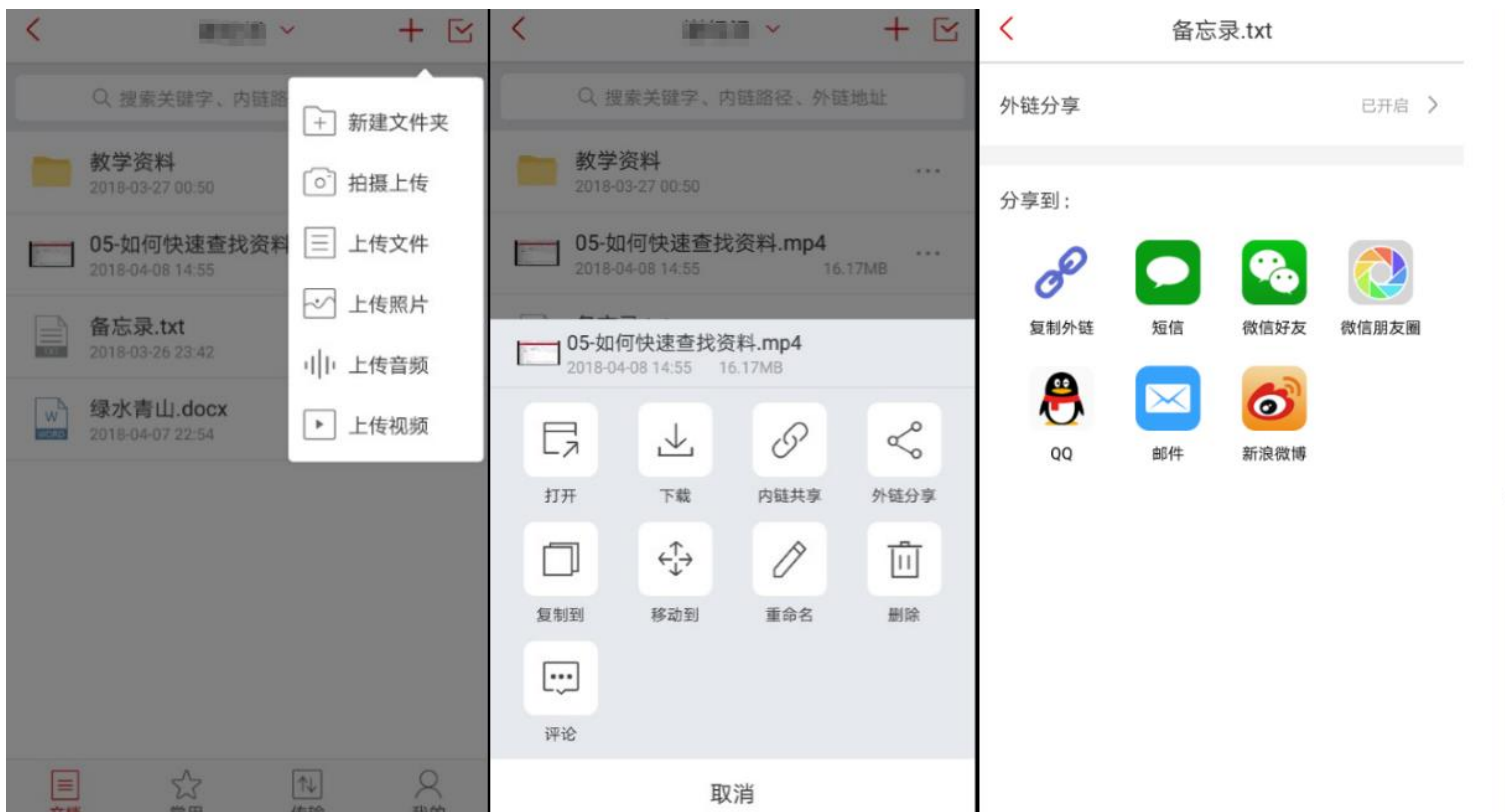 搜索关键字、内链路
新建文件夹
拍摄上传
上传文件
上传照片
上传音频
上传视频
教学资料
2018-03-27 00:50
05-如何快速查找资料
2018-04-08 14:55
备忘录.txt
2018-03-26 23:42
绿水青山.docx
2018-04-07 22:54
搜索关键字、内链路径、外链地址
教学资料
2018-03-27 00:50
05-如何快速查找资料.mp4
2018-04-08 14:55 16.17MB
05-如何快速查找资料.mp4
2018-04-08 14:55 16.17MB
打开 下载 内链共享 外链分享
复制到 移动到 重命名 删除
评论
取消
备忘录.txt
外链分享 已开启
分享到:
复制外链 短信 微信好友 微信朋友圈
QQ 邮件 新浪微博